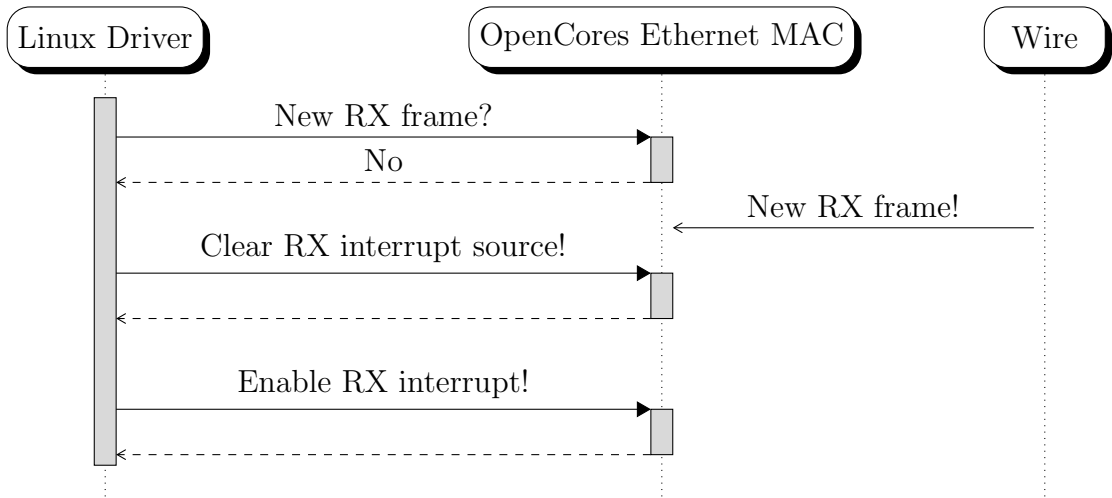 Linux Driver
OpenCores Ethernet MAC
Wire
New RX frame?
No
New RX frame!
Clear RX interrupt source!
Enable RX interrupt!